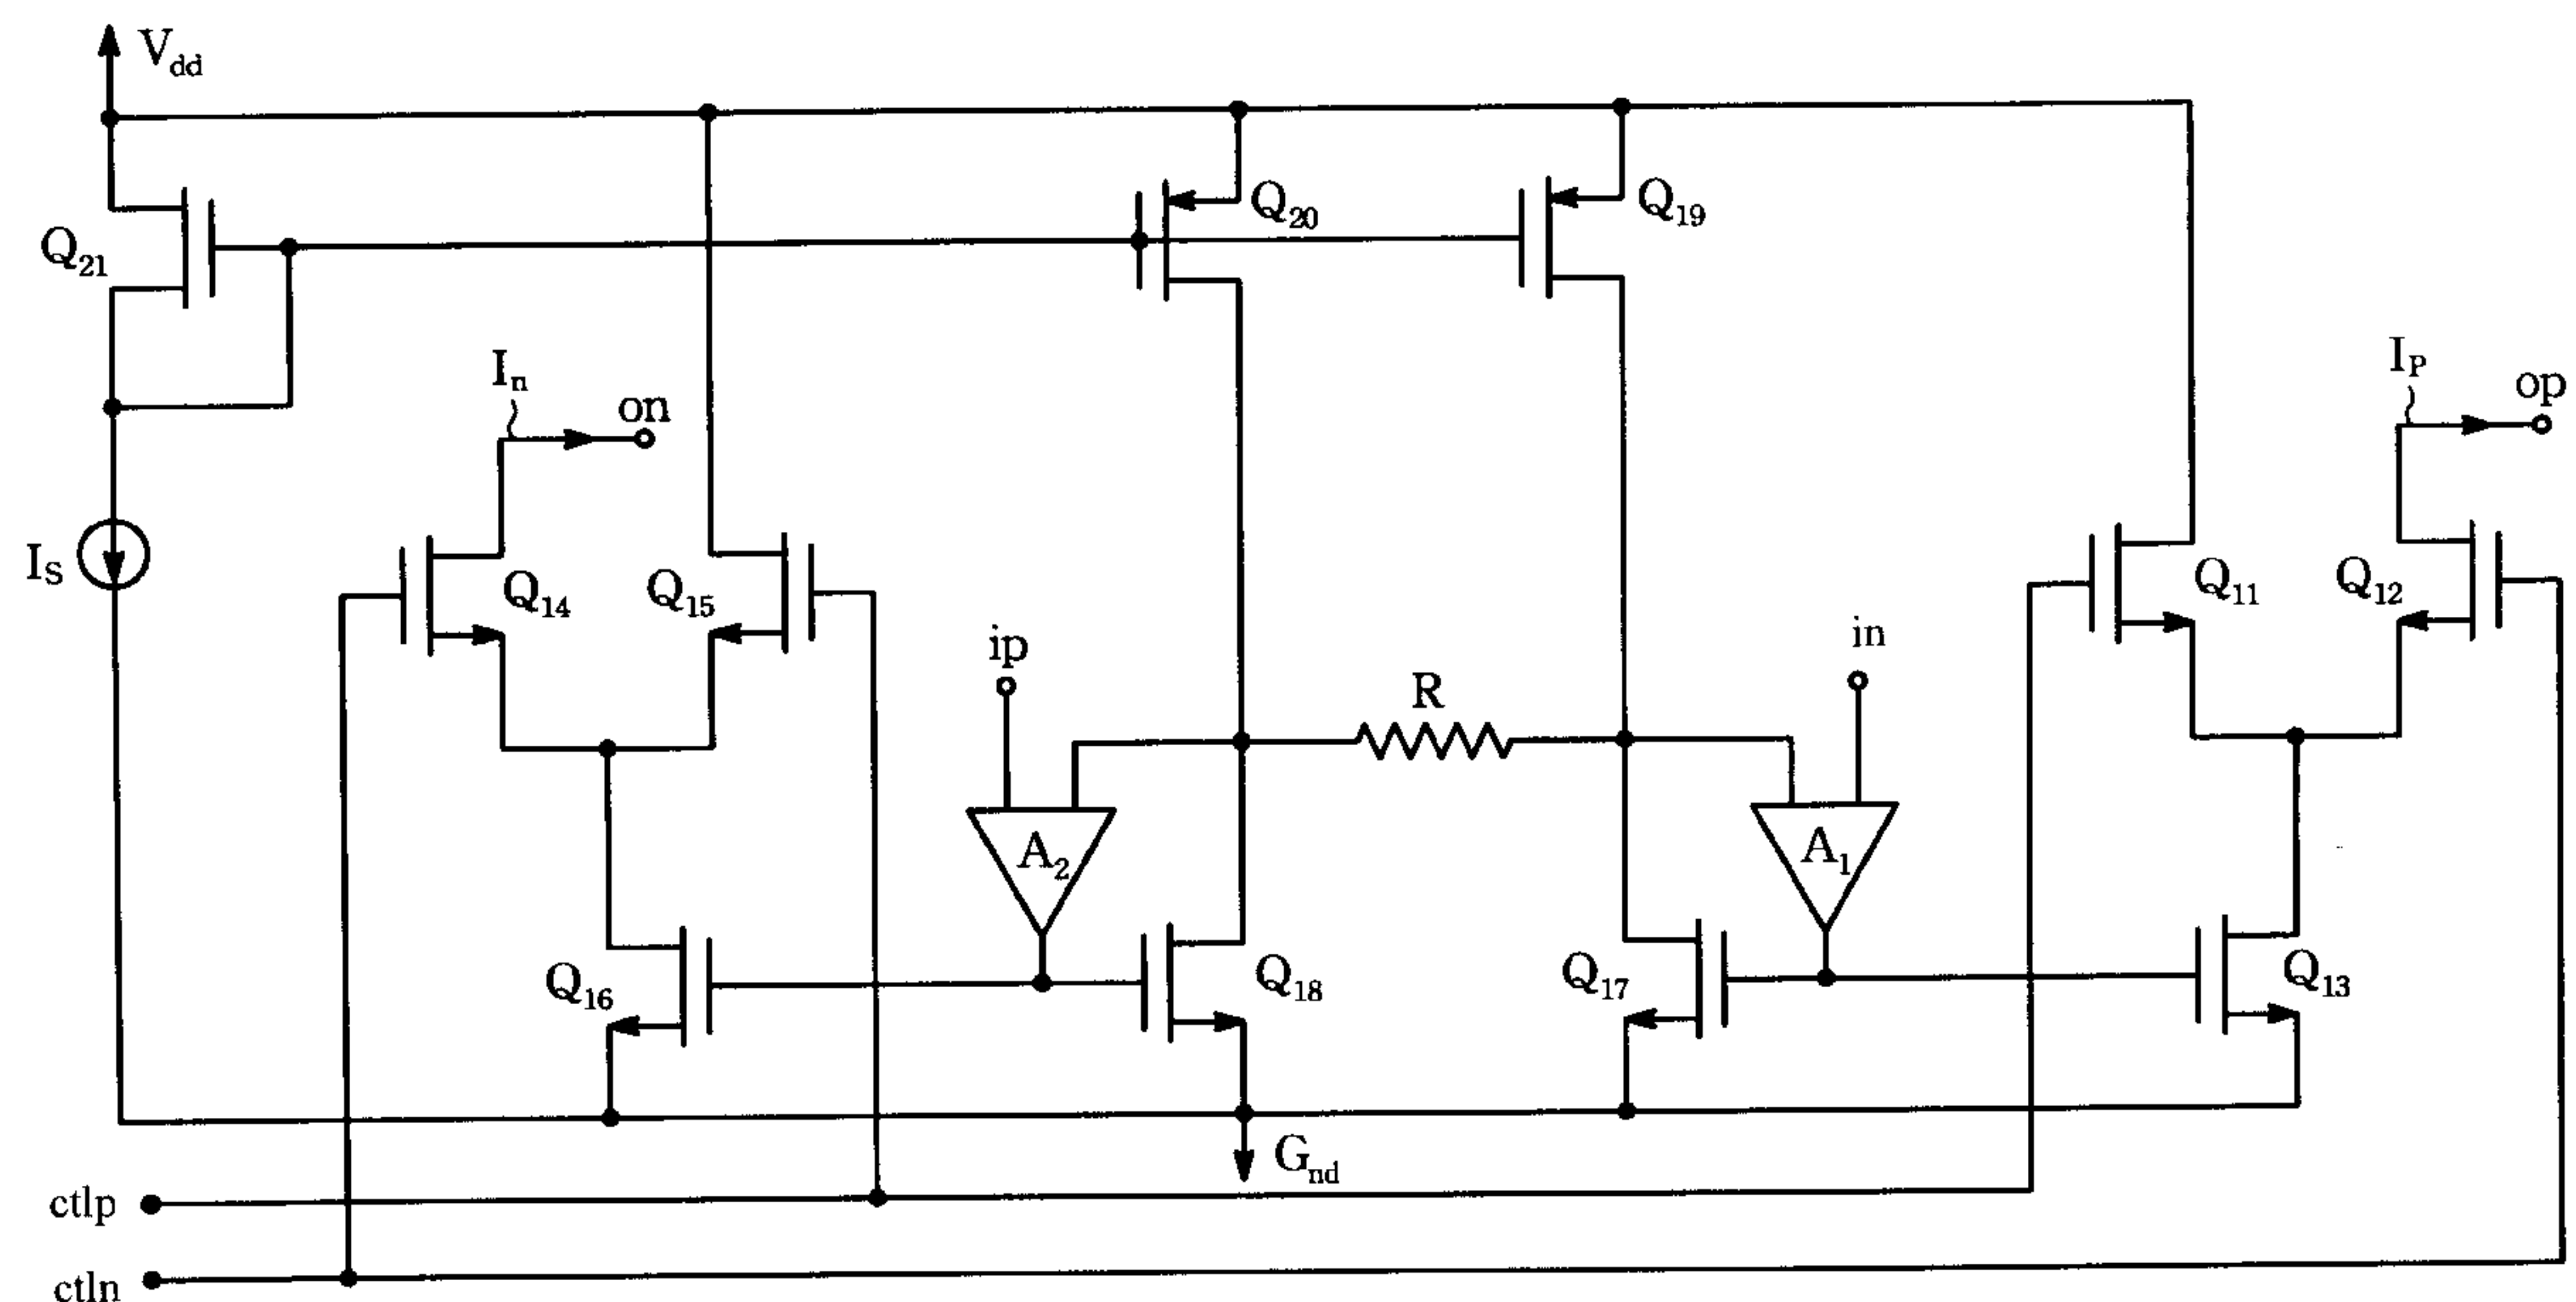 Vdd
Q21
Q20
Q19
In
on
IP
op
IS
Q14
Q15
Q11
Q12
ip
in
R
A2
A1
Q16
Q18
Q17
Q13
Gnd
ctlp
ctln